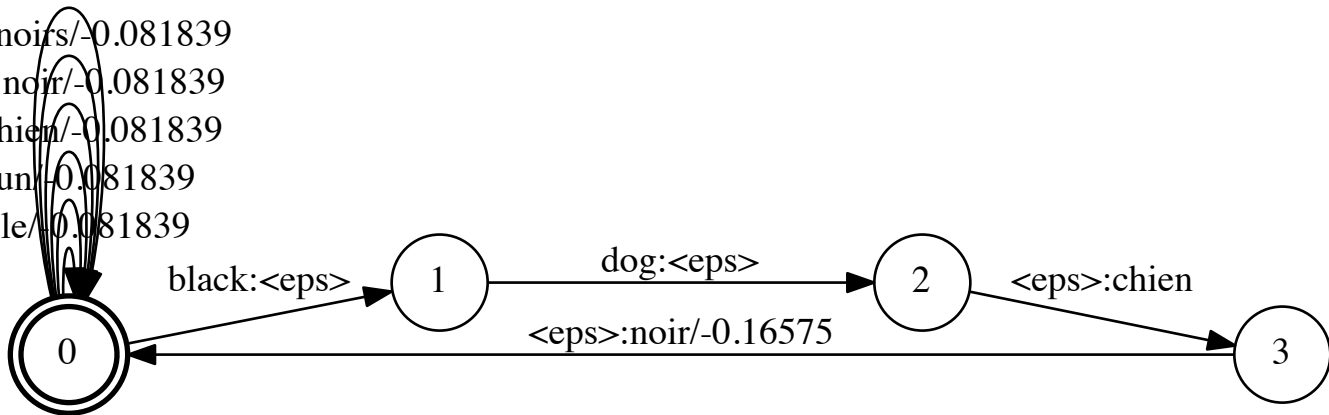 noirs/-0.081839
noir/-0.081839
hien/-0.081839
un/-0.081839
le/-0.081839
black:<eps>
dog:<eps>
<eps>:chien
<eps>:noir/-0.16575
0
1
2
3